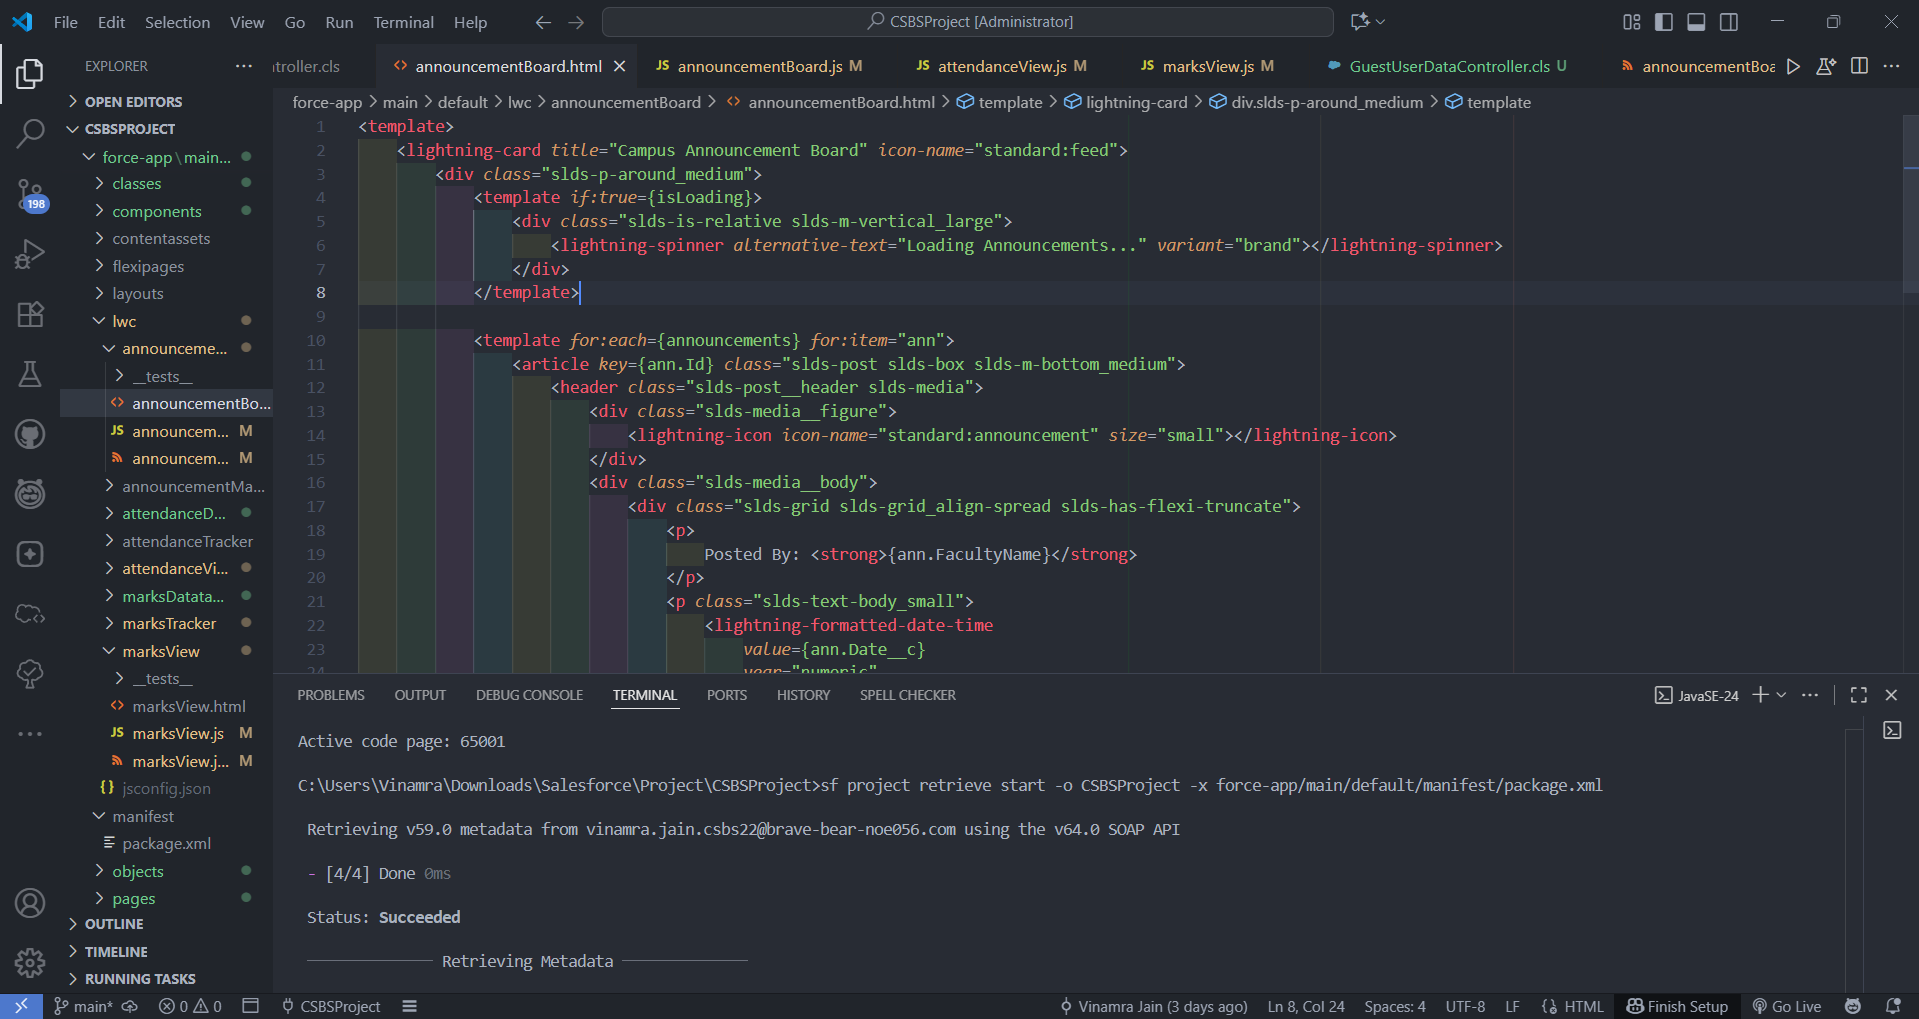 File Edit Selection View Go Run Terminal Help
CSBSProject [Administrator]
EXPLORER
OPEN EDITORS
CSBSPROJECT
force-app\main...
classes
components
contentassets
flexipages
layouts
lwc
announceme...
__tests__
announcementBo...
JS announcem... M
announcem... M
announcementMa...
attendanceD...
attendanceTracker
attendanceVi...
marksDatata...
marksTracker
marksView
__tests__
marksView.html
JS marksView.js M
marksView.j... M
{} jsconfig.json
manifest
package.xml
objects
pages
OUTLINE
TIMELINE
RUNNING TASKS
198
troller.cls
announcementBoard.html
JS announcementBoard.js M
JS attendanceView.js M
JS marksView.js M
GuestUserDataController.cls U
announcementBoa
force-app > main > default > lwc > announcementBoard > announcementBoard.html > template > lightning-card > div.slds-p-around_medium > template
1 <template>
2 <lightning-card title="Campus Announcement Board" icon-name="standard:feed">
3 <div class="slds-p-around_medium">
4 <template if:true={isLoading}>
5 <div class="slds-is-relative slds-m-vertical_large">
6 <lightning-spinner alternative-text="Loading Announcements..." variant="brand"></lightning-spinner>
7 </div>
8 </template>
9
10 <template for:each={announcements} for:item="ann">
11 <article key={ann.Id} class="slds-post slds-box slds-m-bottom_medium">
12 <header class="slds-post__header slds-media">
13 <div class="slds-media__figure">
14 <lightning-icon icon-name="standard:announcement" size="small"></lightning-icon>
15 </div>
16 <div class="slds-media__body">
17 <div class="slds-grid slds-grid_align-spread slds-has-flexi-truncate">
18 <p>
19 Posted By: <strong>{ann.FacultyName}</strong>
20 </p>
21 <p class="slds-text-body_small">
22 <lightning-formatted-date-time
23 value={ann.Date__c}
24 year="numeric"
PROBLEMS OUTPUT DEBUG CONSOLE TERMINAL PORTS HISTORY SPELL CHECKER
JavaSE-24
Active code page: 65001
C:\Users\Vinamra\Downloads\Salesforce\Project\CSBSProject>sf project retrieve start -o CSBSProject -x force-app/main/default/manifest/package.xml
Retrieving v59.0 metadata from vinamra.jain.csbs22@brave-bear-noe056.com using the v64.0 SOAP API
- [4/4] Done 0ms
Status: Succeeded
Retrieving Metadata
main* 0 0 CSBSProject
Vinamra Jain (3 days ago) Ln 8, Col 24 Spaces: 4 UTF-8 LF {} HTML Finish Setup Go Live